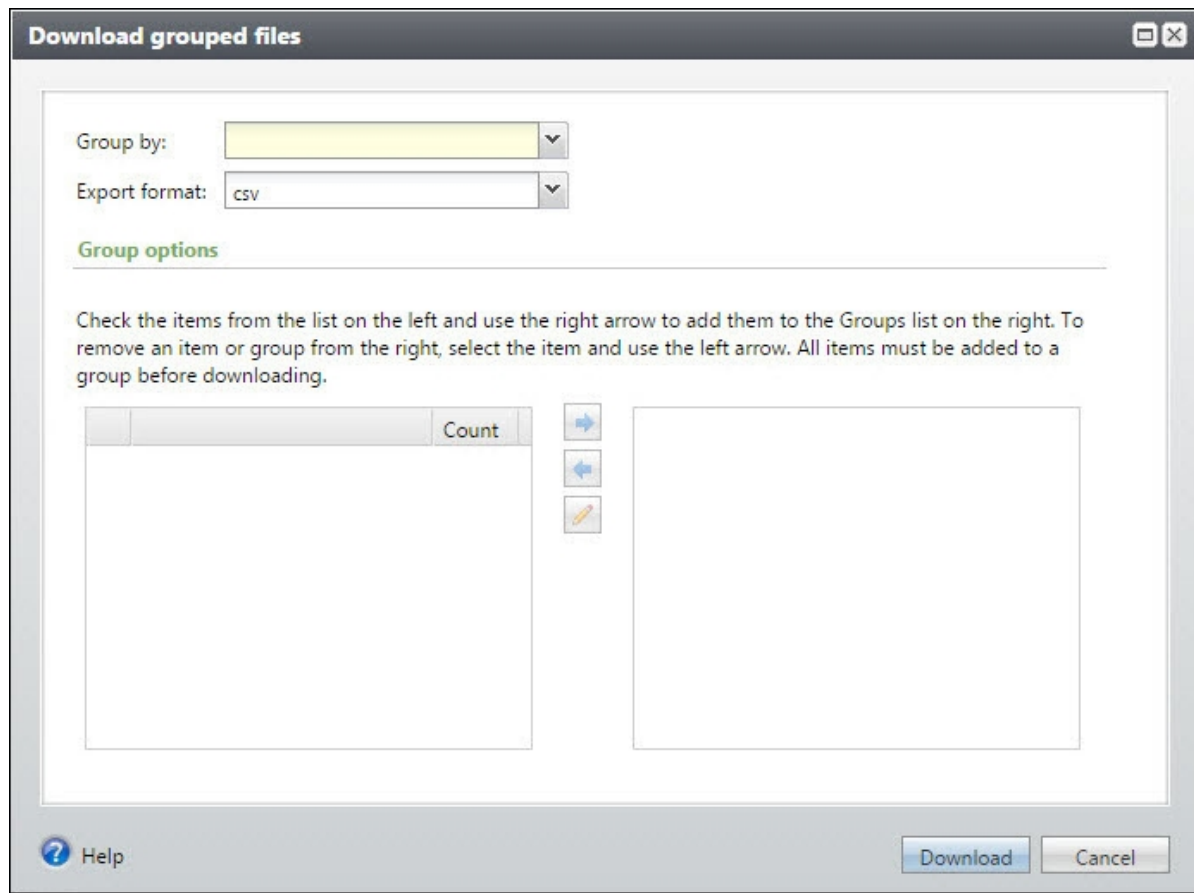 Download grouped files
Group by:
Export format: csv
Group options
Check the items from the list on the left and use the right arrow to add them to the Groups list on the right. To
remove an item or group from the right, select the item and use the left arrow. All items must be added to a
group before downloading.
Count
Help
Download Cancel